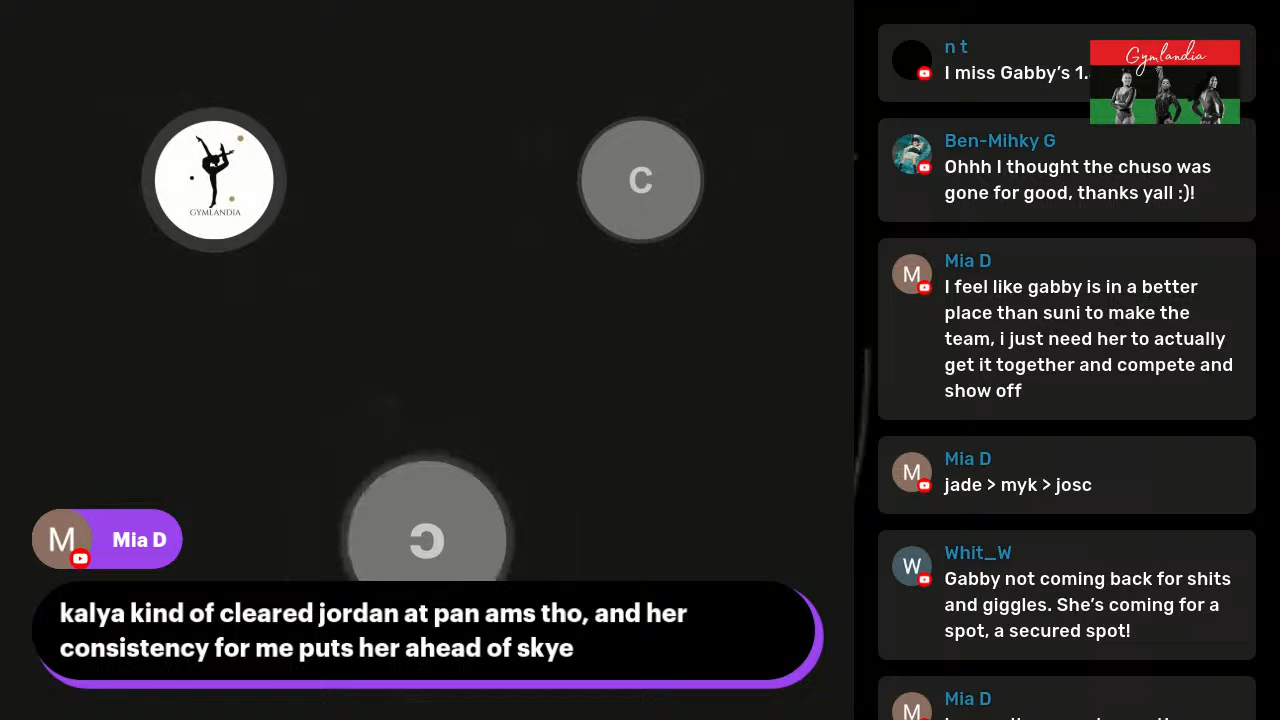 GYMLANDIA
C
Ɔ
M Mia D
kalya kind of cleared jordan at pan ams tho, and her
consistency for me puts her ahead of skye
n t
I miss Gabby’s 1.
Gymlandia
Ben-Mihky G
Ohhh I thought the chuso was
gone for good, thanks yall :)!
M
Mia D
I feel like gabby is in a better
place than suni to make the
team, i just need her to actually
get it together and compete and
show off
M
Mia D
jade > myk > josc
W
Whit_W
Gabby not coming back for shits
and giggles. She’s coming for a
spot, a secured spot!
M
Mia D